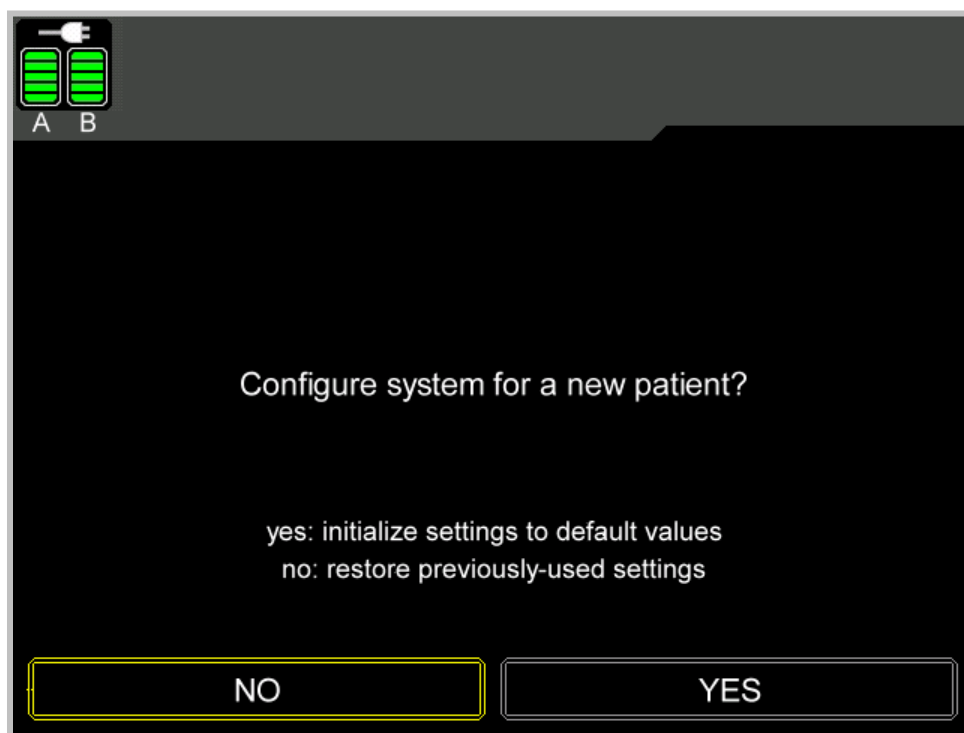 A B
Configure system for a new patient?
yes: initialize settings to default values
no: restore previously-used settings
NO YES